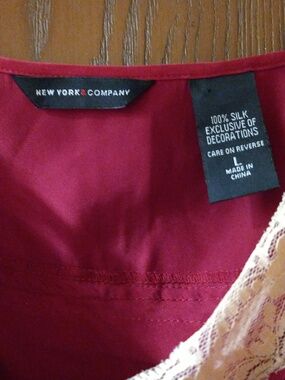 NEW YORK&COMPANY
100% SILK
EXCLUSIVE OF
DECORATIONS
CARE ON REVERSE
L
MADE IN
CHINA